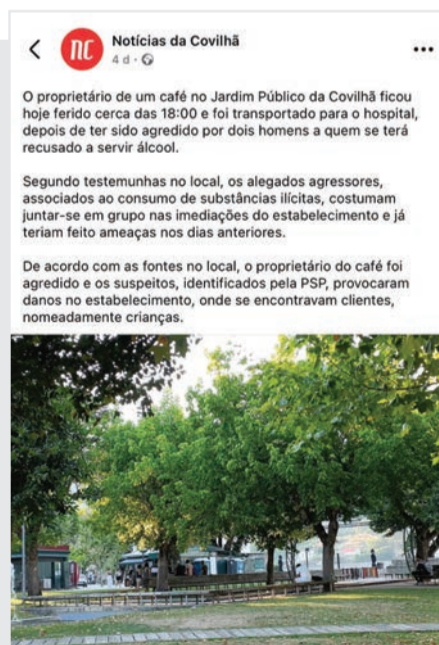 nc
Notícias da Covilhã
4 d ·
O proprietário de um café no Jardim Público da Covilhã ficou
hoje ferido cerca das 18:00 e foi transportado para o hospital,
depois de ter sido agredido por dois homens a quem se terá
recusado a servir álcool.
Segundo testemunhas no local, os alegados agressores,
associados ao consumo de substâncias ilícitas, costumam
juntar-se em grupo nas imediações do estabelecimento e já
teriam feito ameaças nos dias anteriores.
De acordo com as fontes no local, o proprietário do café foi
agredido e os suspeitos, identificados pela PSP, provocaram
danos no estabelecimento, onde se encontravam clientes,
nomeadamente crianças.